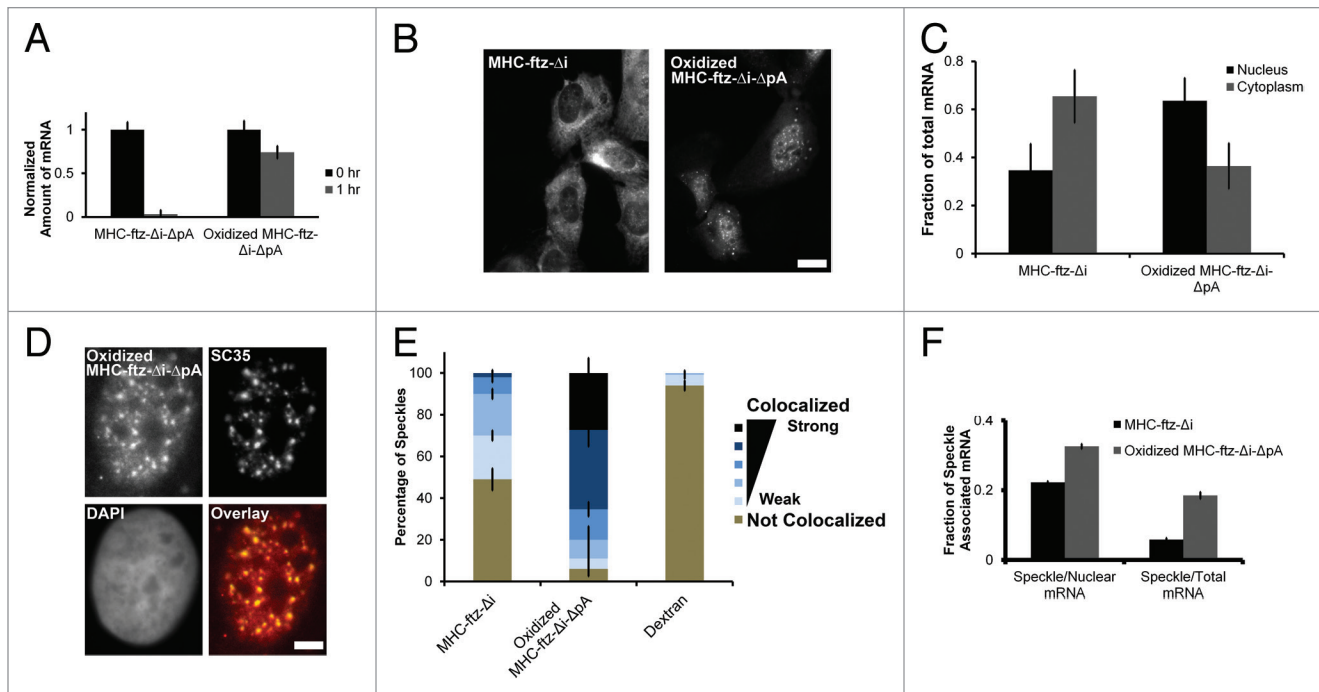 A
Normalized
Amount of mRNA
1
0.5
0
MHC-ftz-Δi-ΔpA
Oxidized MHC-ftz-
Δi-ΔpA
0 hr
1 hr
B
MHC-ftz-Δi
Oxidized
MHC-ftz-Δi-ΔpA
C
Fraction of total mRNA
0.8
0.6
0.4
0.2
0
Nucleus
Cytoplasm
MHC-ftz-Δi
Oxidized MHC-ftz-Δi-
ΔpA
D
Oxidized
MHC-ftz-Δi-ΔpA
SC35
DAPI
Overlay
E
Percentage of Speckles
100
80
60
40
20
0
MHC-ftz-Δi
Oxidized
MHC-ftz-Δi-ΔpA
Dextran
Colocalized
Strong
Weak
Not Colocalized
F
Fraction of Speckle
Associated mRNA
0.4
0.2
0
MHC-ftz-Δi
Oxidized MHC-ftz-Δi-ΔpA
Speckle/Nuclear
mRNA
Speckle/Total
mRNA